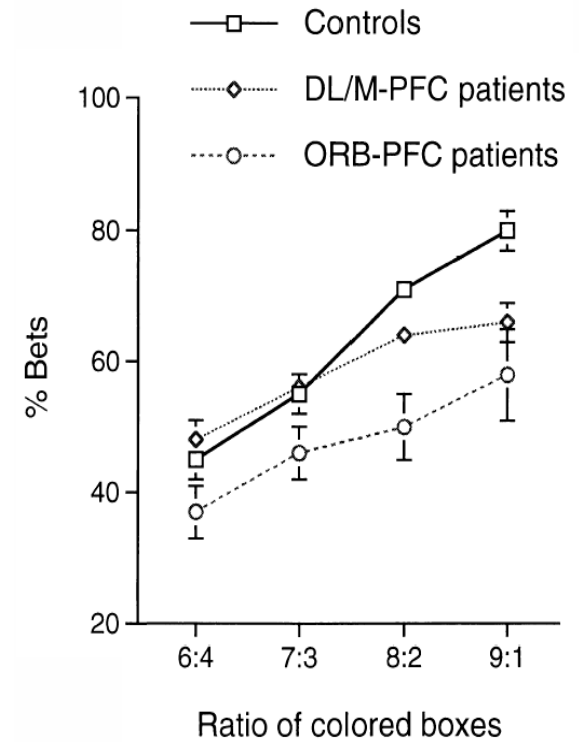 Controls
DL/M-PFC patients
ORB-PFC patients
100
80
60
40
20
% Bets
6:4 7:3 8:2 9:1
Ratio of colored boxes